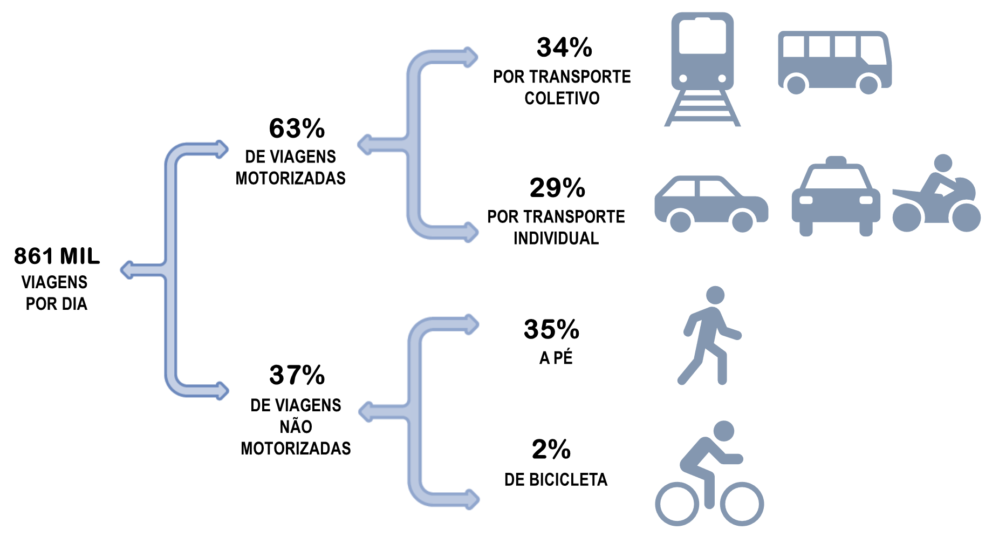 861 MIL
VIAGENS
POR DIA
63%
DE VIAGENS
MOTORIZADAS
34%
POR TRANSPORTE
COLETIVO
29%
POR TRANSPORTE
INDIVIDUAL
37%
DE VIAGENS
NÃO
MOTORIZADAS
35%
A PÉ
2%
DE BICICLETA